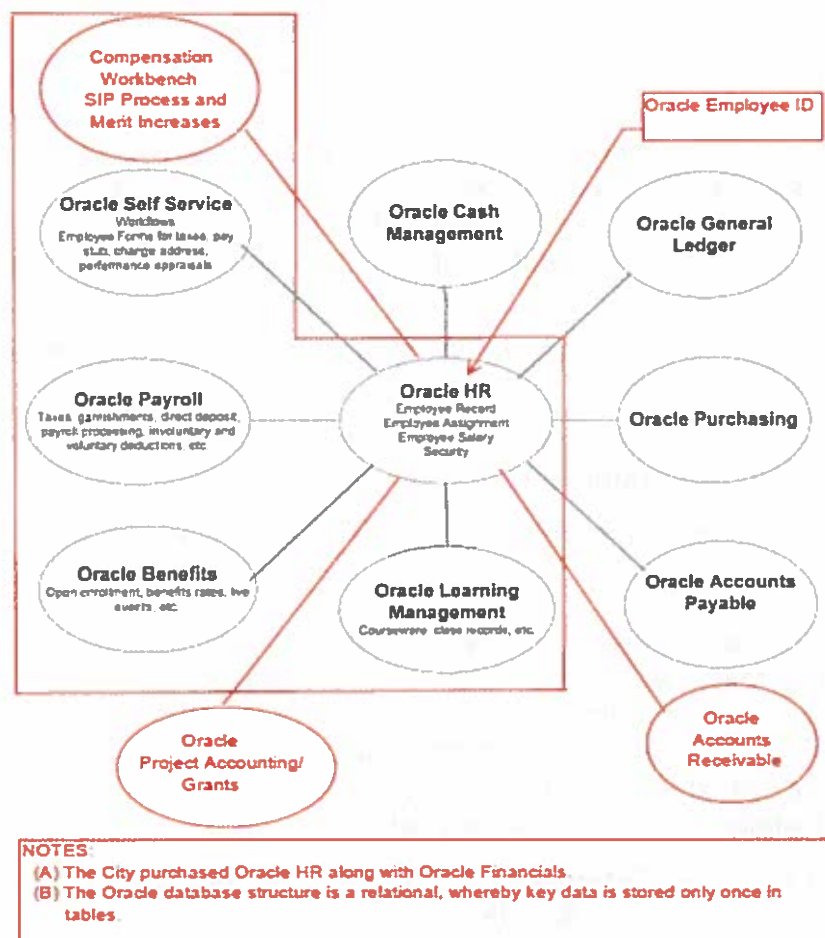 Compensation
Workbench
SIP Process and
Merit Increases
Oracle Employee ID
Oracle Self Service
Workflows
Employee Forms for taxes, pay
stub, change address,
performance appraisals
Oracle Cash
Management
Oracle General
Ledger
Oracle Payroll
Taxes, garnishments, direct deposit,
payroll processing, involuntary and
voluntary deductions, etc.
Oracle HR
Employee Record
Employee Assignment
Employee Salary
Security
Oracle Purchasing
Oracle Benefits
Open enrollment, benefits rates, live
events, etc.
Oracle Learning
Management
Courseware, class records, etc.
Oracle Accounts
Payable
Oracle
Project Accounting/
Grants
Oracle
Accounts
Receivable
NOTES:
(A) The City purchased Oracle HR along with Oracle Financials.
(B) The Oracle database structure is a relational, whereby key data is stored only once in
tables.